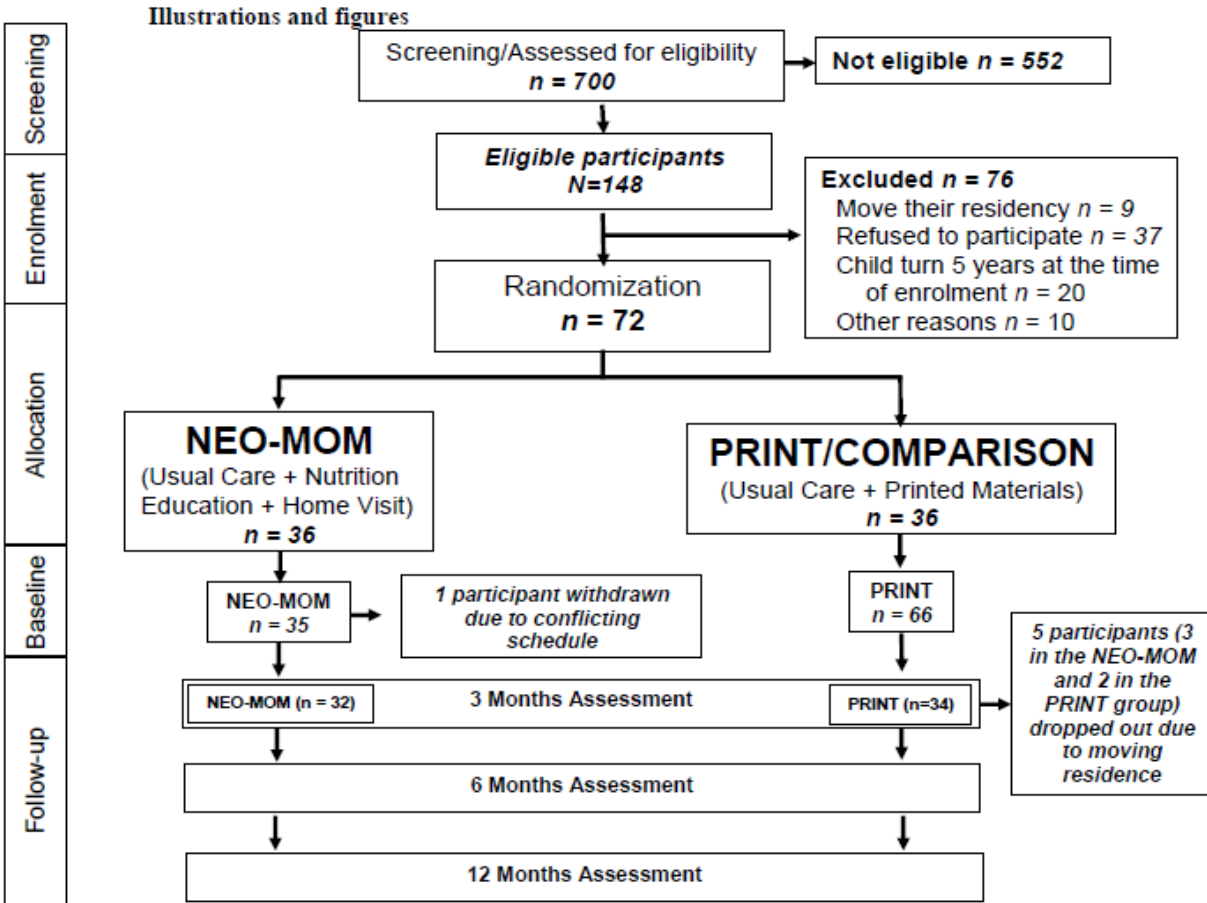 Illustrations and figures
Screening
Screening/Assessed for eligibility
n = 700
Not eligible n = 552
Enrolment
Eligible participants
N=148
Excluded n = 76
Move their residency n = 9
Refused to participate n = 37
Child turn 5 years at the time
of enrolment n = 20
Other reasons n = 10
Randomization
n = 72
Allocation
NEO-MOM
(Usual Care + Nutrition
Education + Home Visit)
n = 36
PRINT/COMPARISON
(Usual Care + Printed Materials)
n = 36
Baseline
NEO-MOM
n = 35
1 participant withdrawn
due to conflicting
schedule
PRINT
n = 66
5 participants (3
in the NEO-MOM
and 2 in the
PRINT group)
dropped out due
to moving
residence
Follow-up
NEO-MOM (n = 32)
3 Months Assessment
PRINT (n=34)
6 Months Assessment
12 Months Assessment